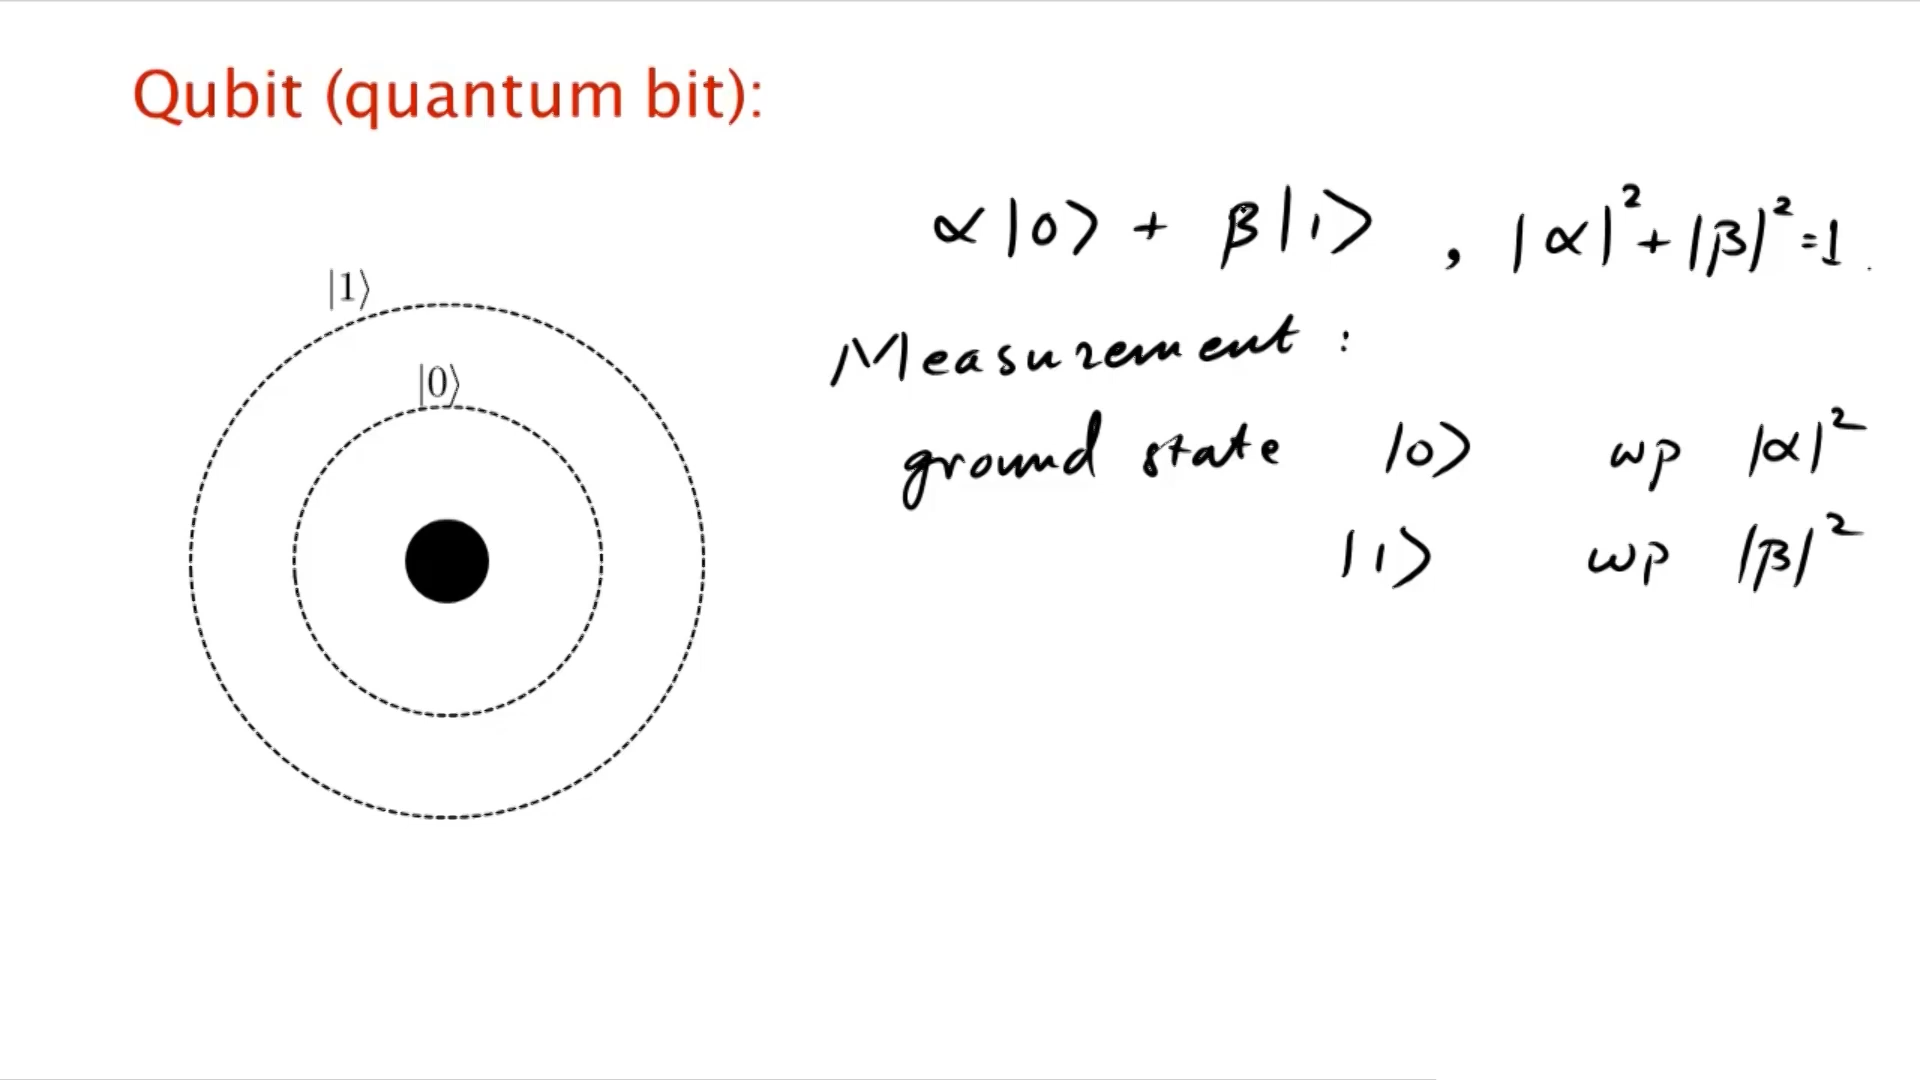 Qubit (quantum bit):
α|0⟩ + β|1⟩ , |α|²+|β|²=1.
|1⟩
Measurement :
|0⟩
ground state |0⟩ wp |α|²
|1⟩ wp |β|²